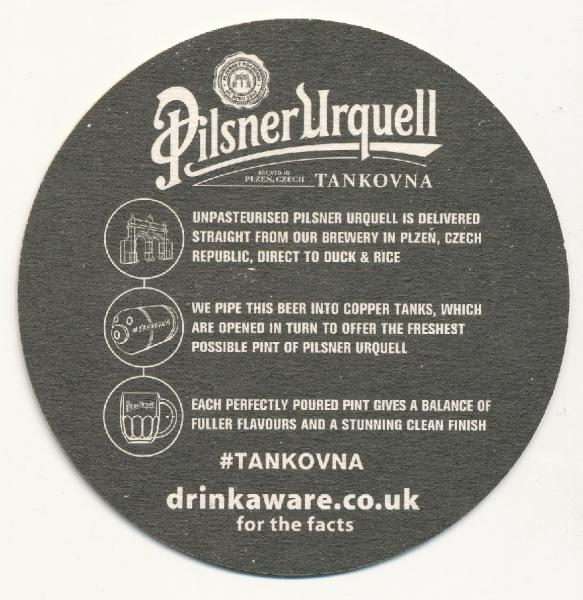 Pilsner Urquell
BREWED IN
PLZEŇ, CZECH
TANKOVNA
UNPASTEURISED PILSNER URQUELL IS DELIVERED
STRAIGHT FROM OUR BREWERY IN PLZEŇ, CZECH
REPUBLIC, DIRECT TO DUCK & RICE
#TANKOVNA
WE PIPE THIS BEER INTO COPPER TANKS, WHICH
ARE OPENED IN TURN TO OFFER THE FRESHEST
POSSIBLE PINT OF PILSNER URQUELL
Pilsner Urquell
EACH PERFECTLY POURED PINT GIVES A BALANCE OF
FULLER FLAVOURS AND A STUNNING CLEAN FINISH
#TANKOVNA
drinkaware.co.uk
for the facts